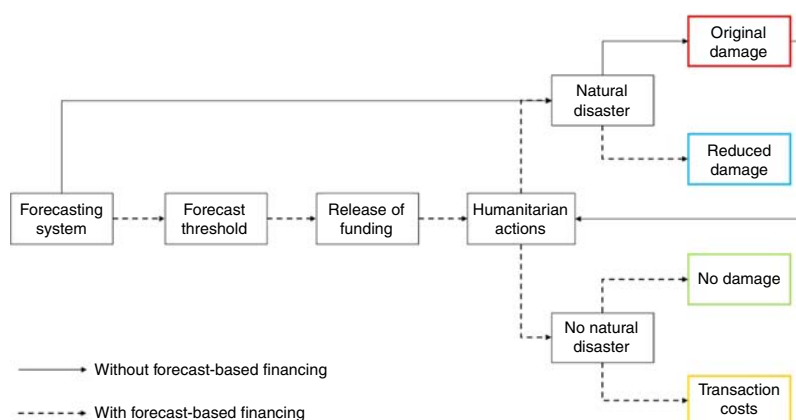 Original
damage
Natural
disaster
Reduced
damage
Forecasting
system
Forecast
threshold
Release of
funding
Humanitarian
actions
No damage
No natural
disaster
Transaction
costs
Without forecast-based financing
With forecast-based financing